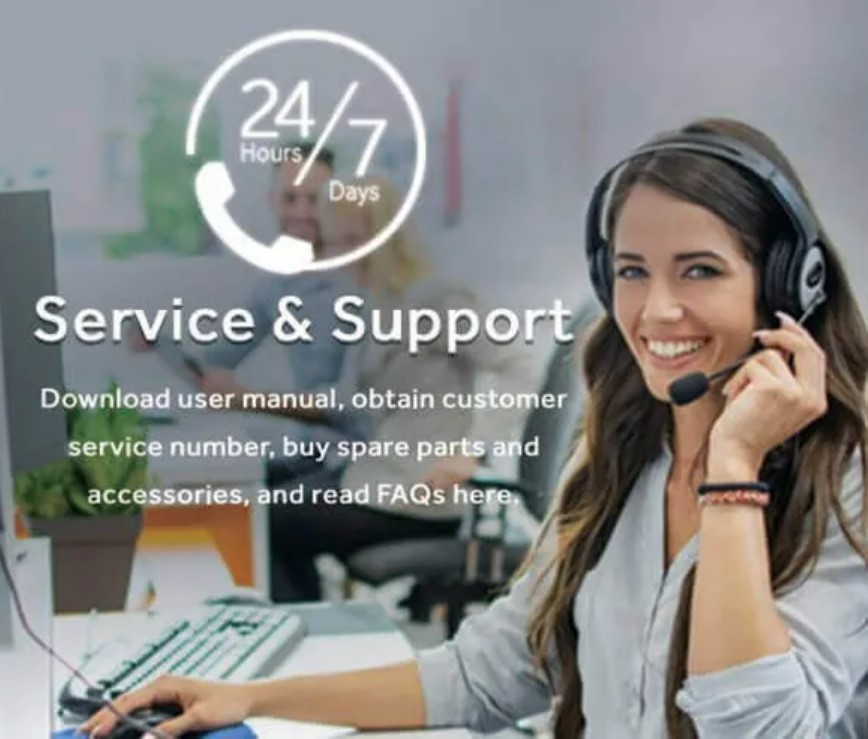 24/7
Hours
Days
Service & Support
Download user manual, obtain customer
service number, buy spare parts and
accessories, and read FAQs here.